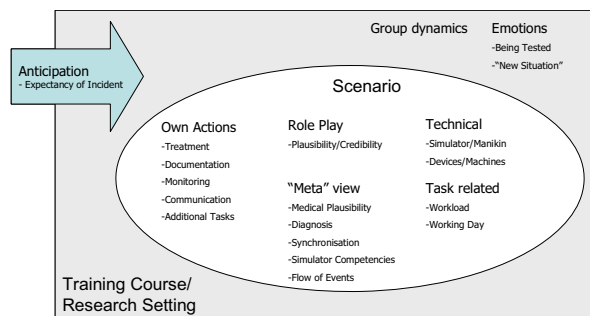 Group dynamics
Emotions
-Being Tested
-"New Situation"
Anticipation
- Expectancy of Incident
Scenario
Own Actions
-Treatment
-Documentation
-Monitoring
-Communication
-Additional Tasks
Role Play
-Plausibility/Credibility
Technical
-Simulator/Manikin
-Devices/Machines
"Meta" view
-Medical Plausibility
-Diagnosis
-Synchronisation
-Simulator Competencies
-Flow of Events
Task related
-Workload
-Working Day
Training Course/
Research Setting